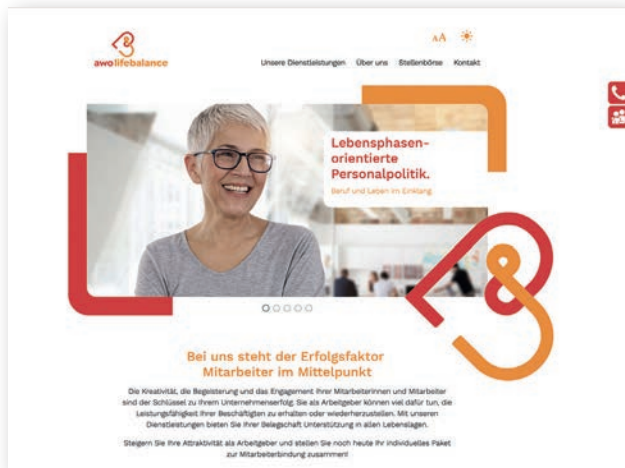 awo lifebalance
AA
Unsere Dienstleistungen Über uns Stellenbörse Kontakt
Lebensphasen-
orientierte
Personalpolitik.
Beruf und Leben im Einklang.
Bei uns steht der Erfolgsfaktor
Mitarbeiter im Mittelpunkt
Die Kreativität, die Begeisterung und das Engagement Ihrer Mitarbeiterinnen und Mitarbeiter
sind der Schlüssel zu Ihrem Unternehmenserfolg. Sie als Arbeitgeber können viel dafür tun, die
Leistungsfähigkeit Ihrer Beschäftigten zu erhalten oder wiederherzustellen. Mit unseren
Dienstleistungen bieten Sie Ihrer Belegschaft Unterstützung in allen Lebenslagen.
Steigern Sie Ihre Attraktivität als Arbeitgeber und stellen Sie noch heute Ihr individuelles Paket
zur Mitarbeiterbindung zusammen!